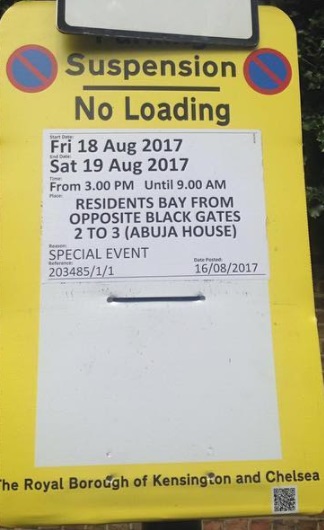 Parking
Suspension
No Loading
Start Date:
Fri 18 Aug 2017
End Date:
Sat 19 Aug 2017
Time:
From 3.00 PM Until 9.00 AM
Place:
RESIDENTS BAY FROM
OPPOSITE BLACK GATES
2 TO 3 (ABUJA HOUSE)
Reason:
SPECIAL EVENT
Reference: Date Posted:
203485/1/1 16/08/2017
The Royal Borough of Kensington and Chelsea